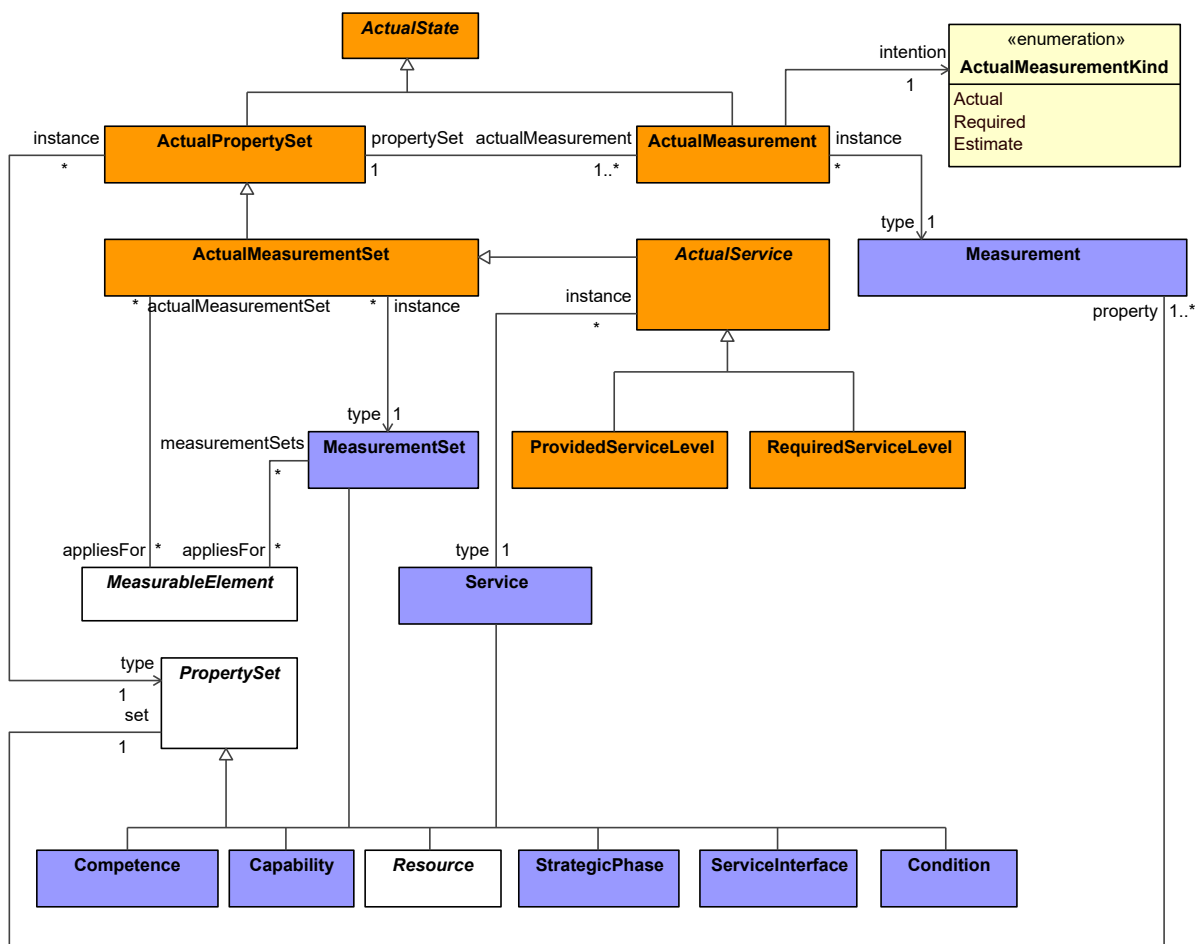 ActualState
«enumeration»
ActualMeasurementKind
Actual
Required
Estimate
intention
1
instance
*
ActualPropertySet
propertySet
1
actualMeasurement
1..*
ActualMeasurement
instance
*
type
1
ActualMeasurementSet
*
actualMeasurementSet
*
instance
ActualService
instance
*
Measurement
property
1..*
type
1
measurementSets
*
MeasurementSet
ProvidedServiceLevel
RequiredServiceLevel
appliesFor
*
appliesFor
*
MeasurableElement
type
1
Service
type
1
PropertySet
set
1
Competence
Capability
Resource
StrategicPhase
ServiceInterface
Condition